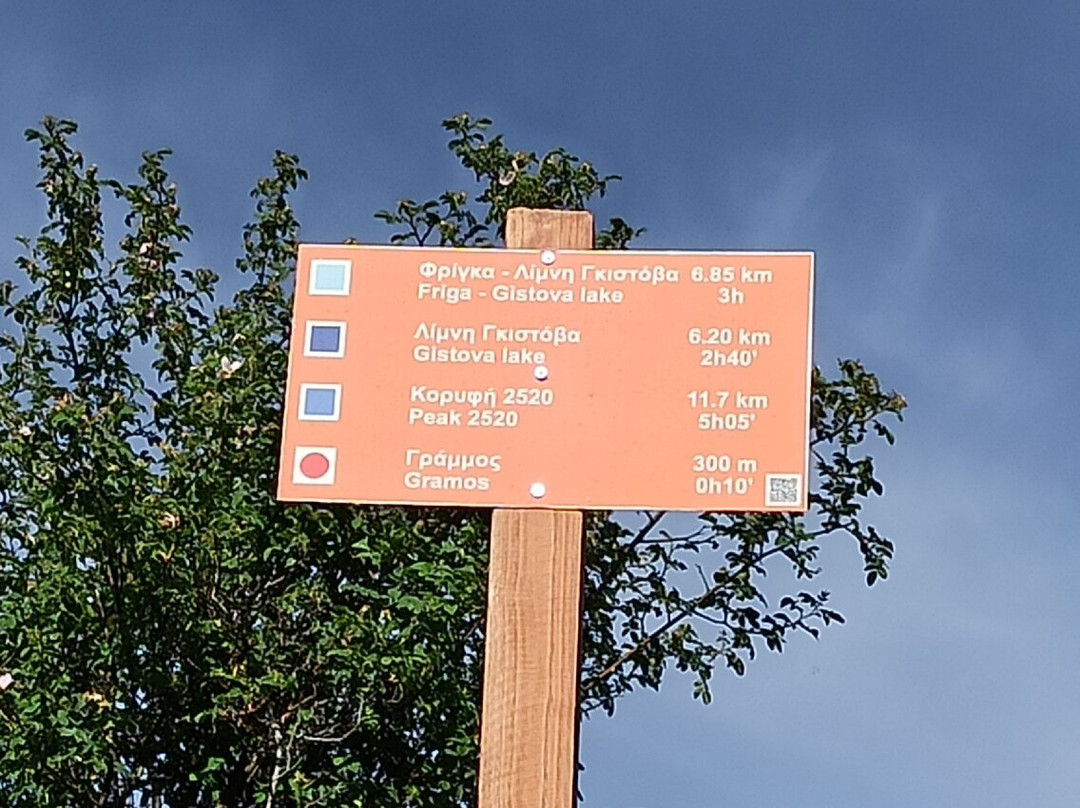 Φρίγκα - Λίμνη Γκιστόβα 6.85 km
Friga - Gistova lake 3h
Λίμνη Γκιστόβα 6.20 km
Gistova lake 2h40'
Κορυφή 2520 11.7 km
Peak 2520 5h05'
Γράμμος 300 m
Gramos 0h10'